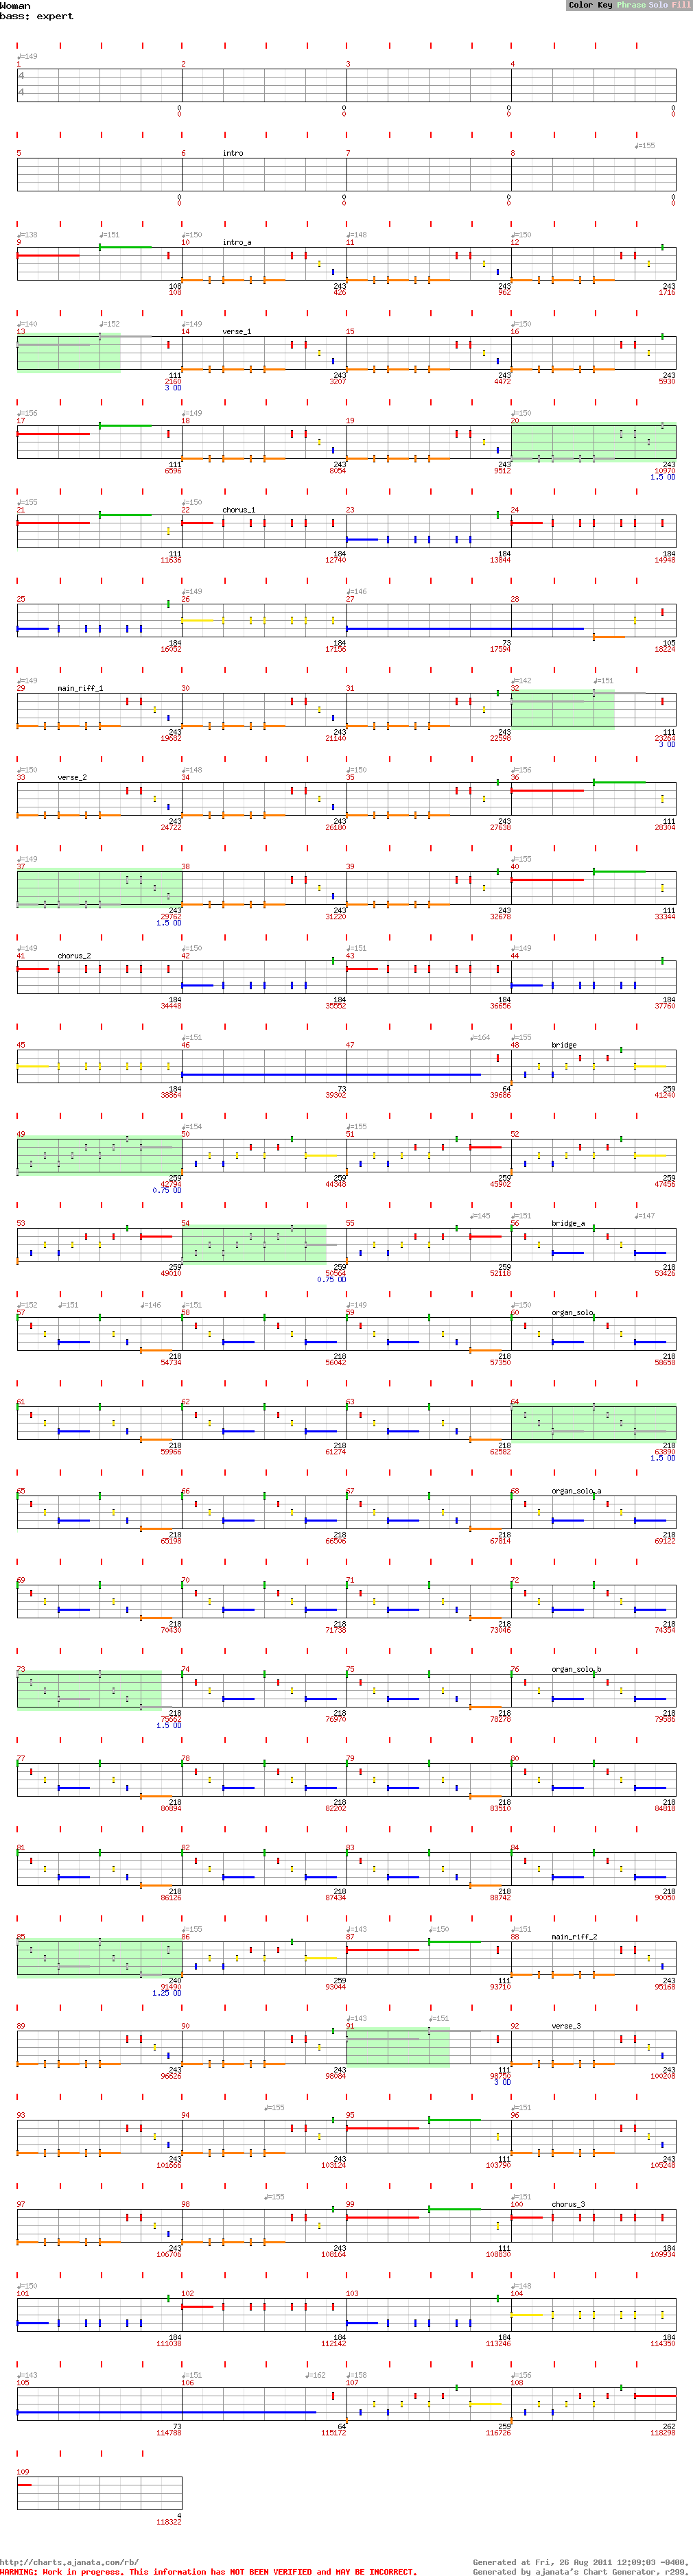 Woman
bass: expert
Color Key Phrase Solo Fill
♩=149
1 2 3 4
4
4
0 0 0 0
0 0 0 0
♩=155
5 6 intro 7 8
0 0 0 0
0 0 0 0
♩=138 ♩=151 ♩=150 ♩=148 ♩=150
9 10 intro_a 11 12
108 243 243 243
108 426 962 1716
♩=140 ♩=152 ♩=149 ♩=150
13 14 verse_1 15 16
111 243 243 243
2160 3207 4472 5930
3 OD
♩=156 ♩=149 ♩=150
17 18 19 20
111 243 243 243
6596 8054 9512 10970
1.5 OD
♩=155 ♩=150
21 22 chorus_1 23 24
111 184 184 184
11636 12740 13844 14948
♩=149 ♩=146
25 26 27 28
184 184 73 105
16052 17156 17594 18224
♩=149 ♩=142 ♩=151
29 main_riff_1 30 31 32
243 243 243 111
19682 21140 22598 23264
3 OD
♩=150 ♩=148 ♩=150 ♩=156
33 verse_2 34 35 36
243 243 243 111
24722 26180 27638 28304
♩=149 ♩=155
37 38 39 40
243 243 243 111
29762 31220 32678 33344
1.5 OD
♩=149 ♩=150 ♩=151 ♩=149
41 chorus_2 42 43 44
184 184 184 184
34448 35552 36656 37760
♩=151 ♩=164 ♩=155
45 46 47 48 bridge
184 73 64 259
38864 39302 39686 41240
♩=154 ♩=155
49 50 51 52
259 259 259 259
42794 44348 45902 47456
0.75 OD
♩=145 ♩=151 ♩=147
53 54 55 56 bridge_a
259 259 259 218
49010 50564 52118 53426
0.75 OD
♩=152 ♩=151 ♩=146 ♩=151 ♩=149 ♩=150
57 58 59 60 organ_solo
218 218 218 218
54734 56042 57350 58658
61 62 63 64
218 218 218 218
59966 61274 62582 63890
1.5 OD
65 66 67 68 organ_solo_a
218 218 218 218
65198 66506 67814 69122
69 70 71 72
218 218 218 218
70430 71738 73046 74354
73 74 75 76 organ_solo_b
218 218 218 218
75662 76970 78278 79586
1.5 OD
77 78 79 80
218 218 218 218
80894 82202 83510 84818
81 82 83 84
218 218 218 218
86126 87434 88742 90050
♩=155 ♩=143 ♩=150 ♩=151
85 86 87 88 main_riff_2
240 259 111 243
91490 93044 93710 95168
1.25 OD
♩=143 ♩=151
89 90 91 92 verse_3
243 243 111 243
96626 98084 98750 100208
3 OD
♩=155 ♩=151
93 94 95 96
243 243 111 243
101666 103124 103790 105248
♩=155 ♩=151
97 98 99 100 chorus_3
243 243 111 184
106706 108164 108830 109934
♩=150 ♩=148
101 102 103 104
184 184 184 184
111038 112142 113246 114350
♩=143 ♩=151 ♩=162 ♩=158 ♩=156
105 106 107 108
73 64 259 262
114788 115172 116726 118298
109
4
118322
http://charts.ajanata.com/rb/
Generated at Fri, 26 Aug 2011 12:09:03 -0400.
WARNING: Work in progress. This information has NOT BEEN VERIFIED and MAY BE INCORRECT.
Generated by ajanata's Chart Generator, r299.